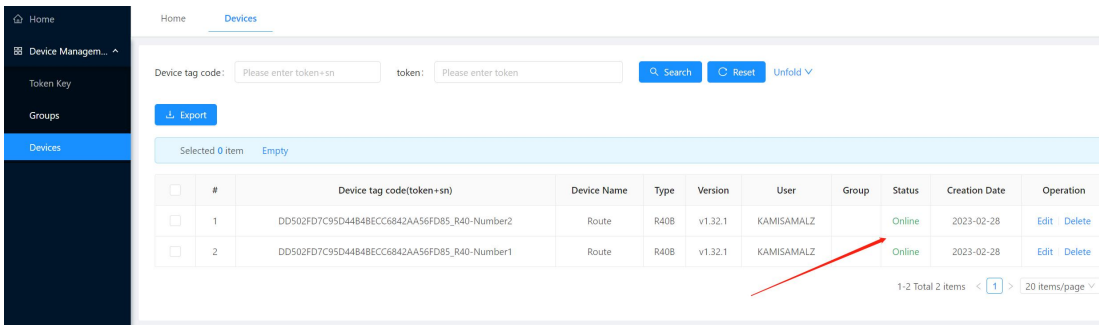 Home
Device Managem...
Token Key
Groups
Devices
Home Devices
Device tag code: Please enter token+sn token: Please enter token Search Reset Unfold
Export
Selected 0 item Empty
# Device tag code(token+sn) Device Name Type Version User Group Status Creation Date Operation
1 DD502FD7C95D44B4BECC6842AA56FD85_R40-Number2 Route R40B v1.32.1 KAMISAMALZ Online 2023-02-28 Edit Delete
2 DD502FD7C95D44B4BECC6842AA56FD85_R40-Number1 Route R40B v1.32.1 KAMISAMALZ Online 2023-02-28 Edit Delete
1-2 Total 2 items < 1 > 20 items/page